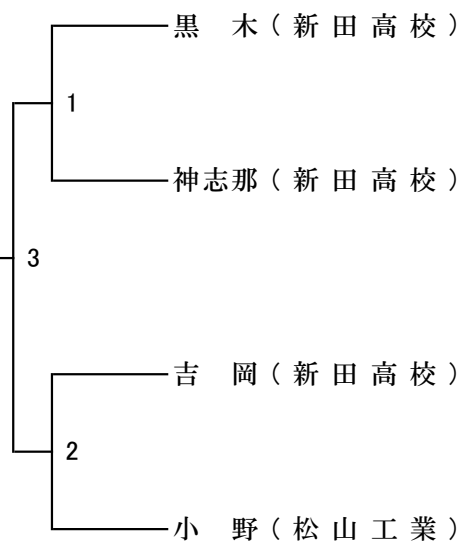 黒　木（新田高校）
1
神志那（新田高校）
3
吉　岡（新田高校）
2
小　野（松山工業）